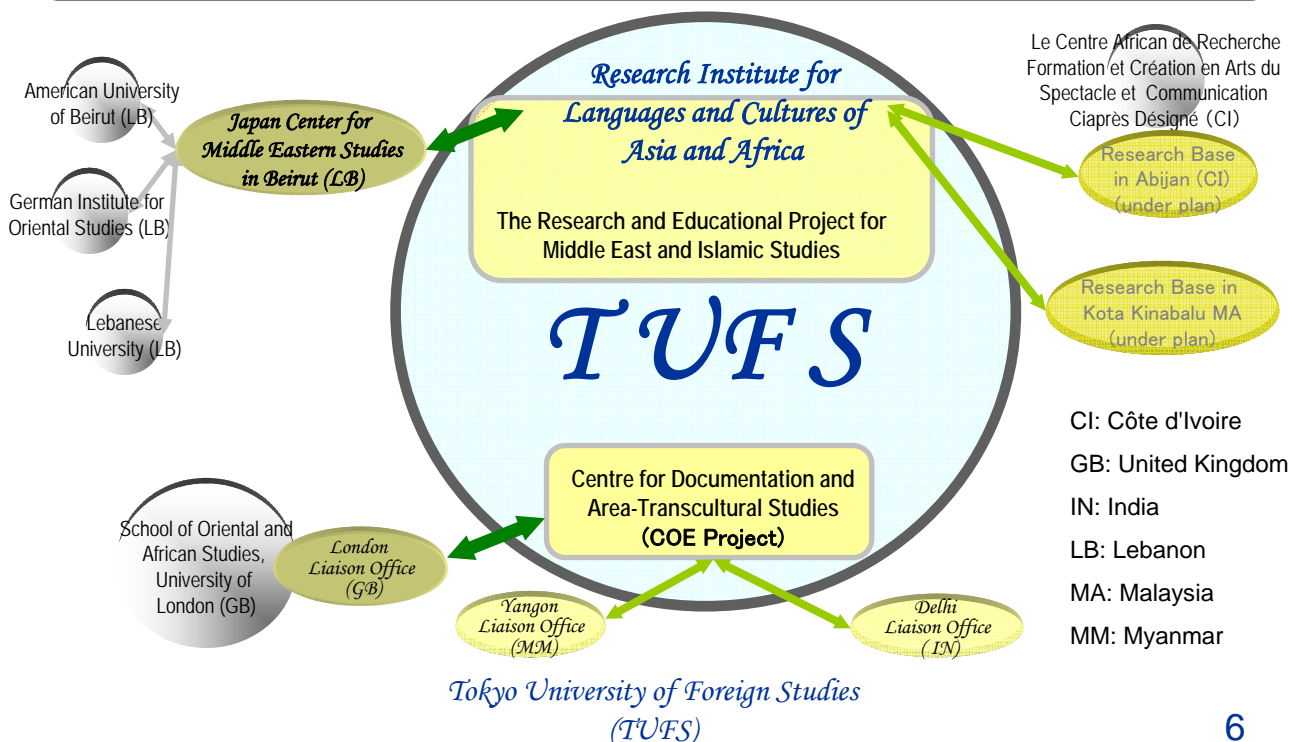 American University
of Beirut (LB)
German Institute for
Oriental Studies (LB)
Lebanese
University (LB)
Japan Center for
Middle Eastern Studies
in Beirut (LB)
Research Institute for
Languages and Cultures of
Asia and Africa
The Research and Educational Project for
Middle East and Islamic Studies
TUFS
Le Centre African de Recherche
Formation et Création en Arts du
Spectacle et Communication
Ciaprès Désigné (CI)
Research Base
in Abijan (CI)
(under plan)
Research Base in
Kota Kinabalu MA
(under plan)
School of Oriental and
African Studies,
University of
London (GB)
London
Liaison Office
(GB)
Centre for Documentation and
Area-Transcultural Studies
(COE Project)
Yangon
Liaison Office
(MM)
Delhi
Liaison Office
( IN)
CI: Côte d'Ivoire
GB: United Kingdom
IN: India
LB: Lebanon
MA: Malaysia
MM: Myanmar
Tokyo University of Foreign Studies
(TUFS)
6